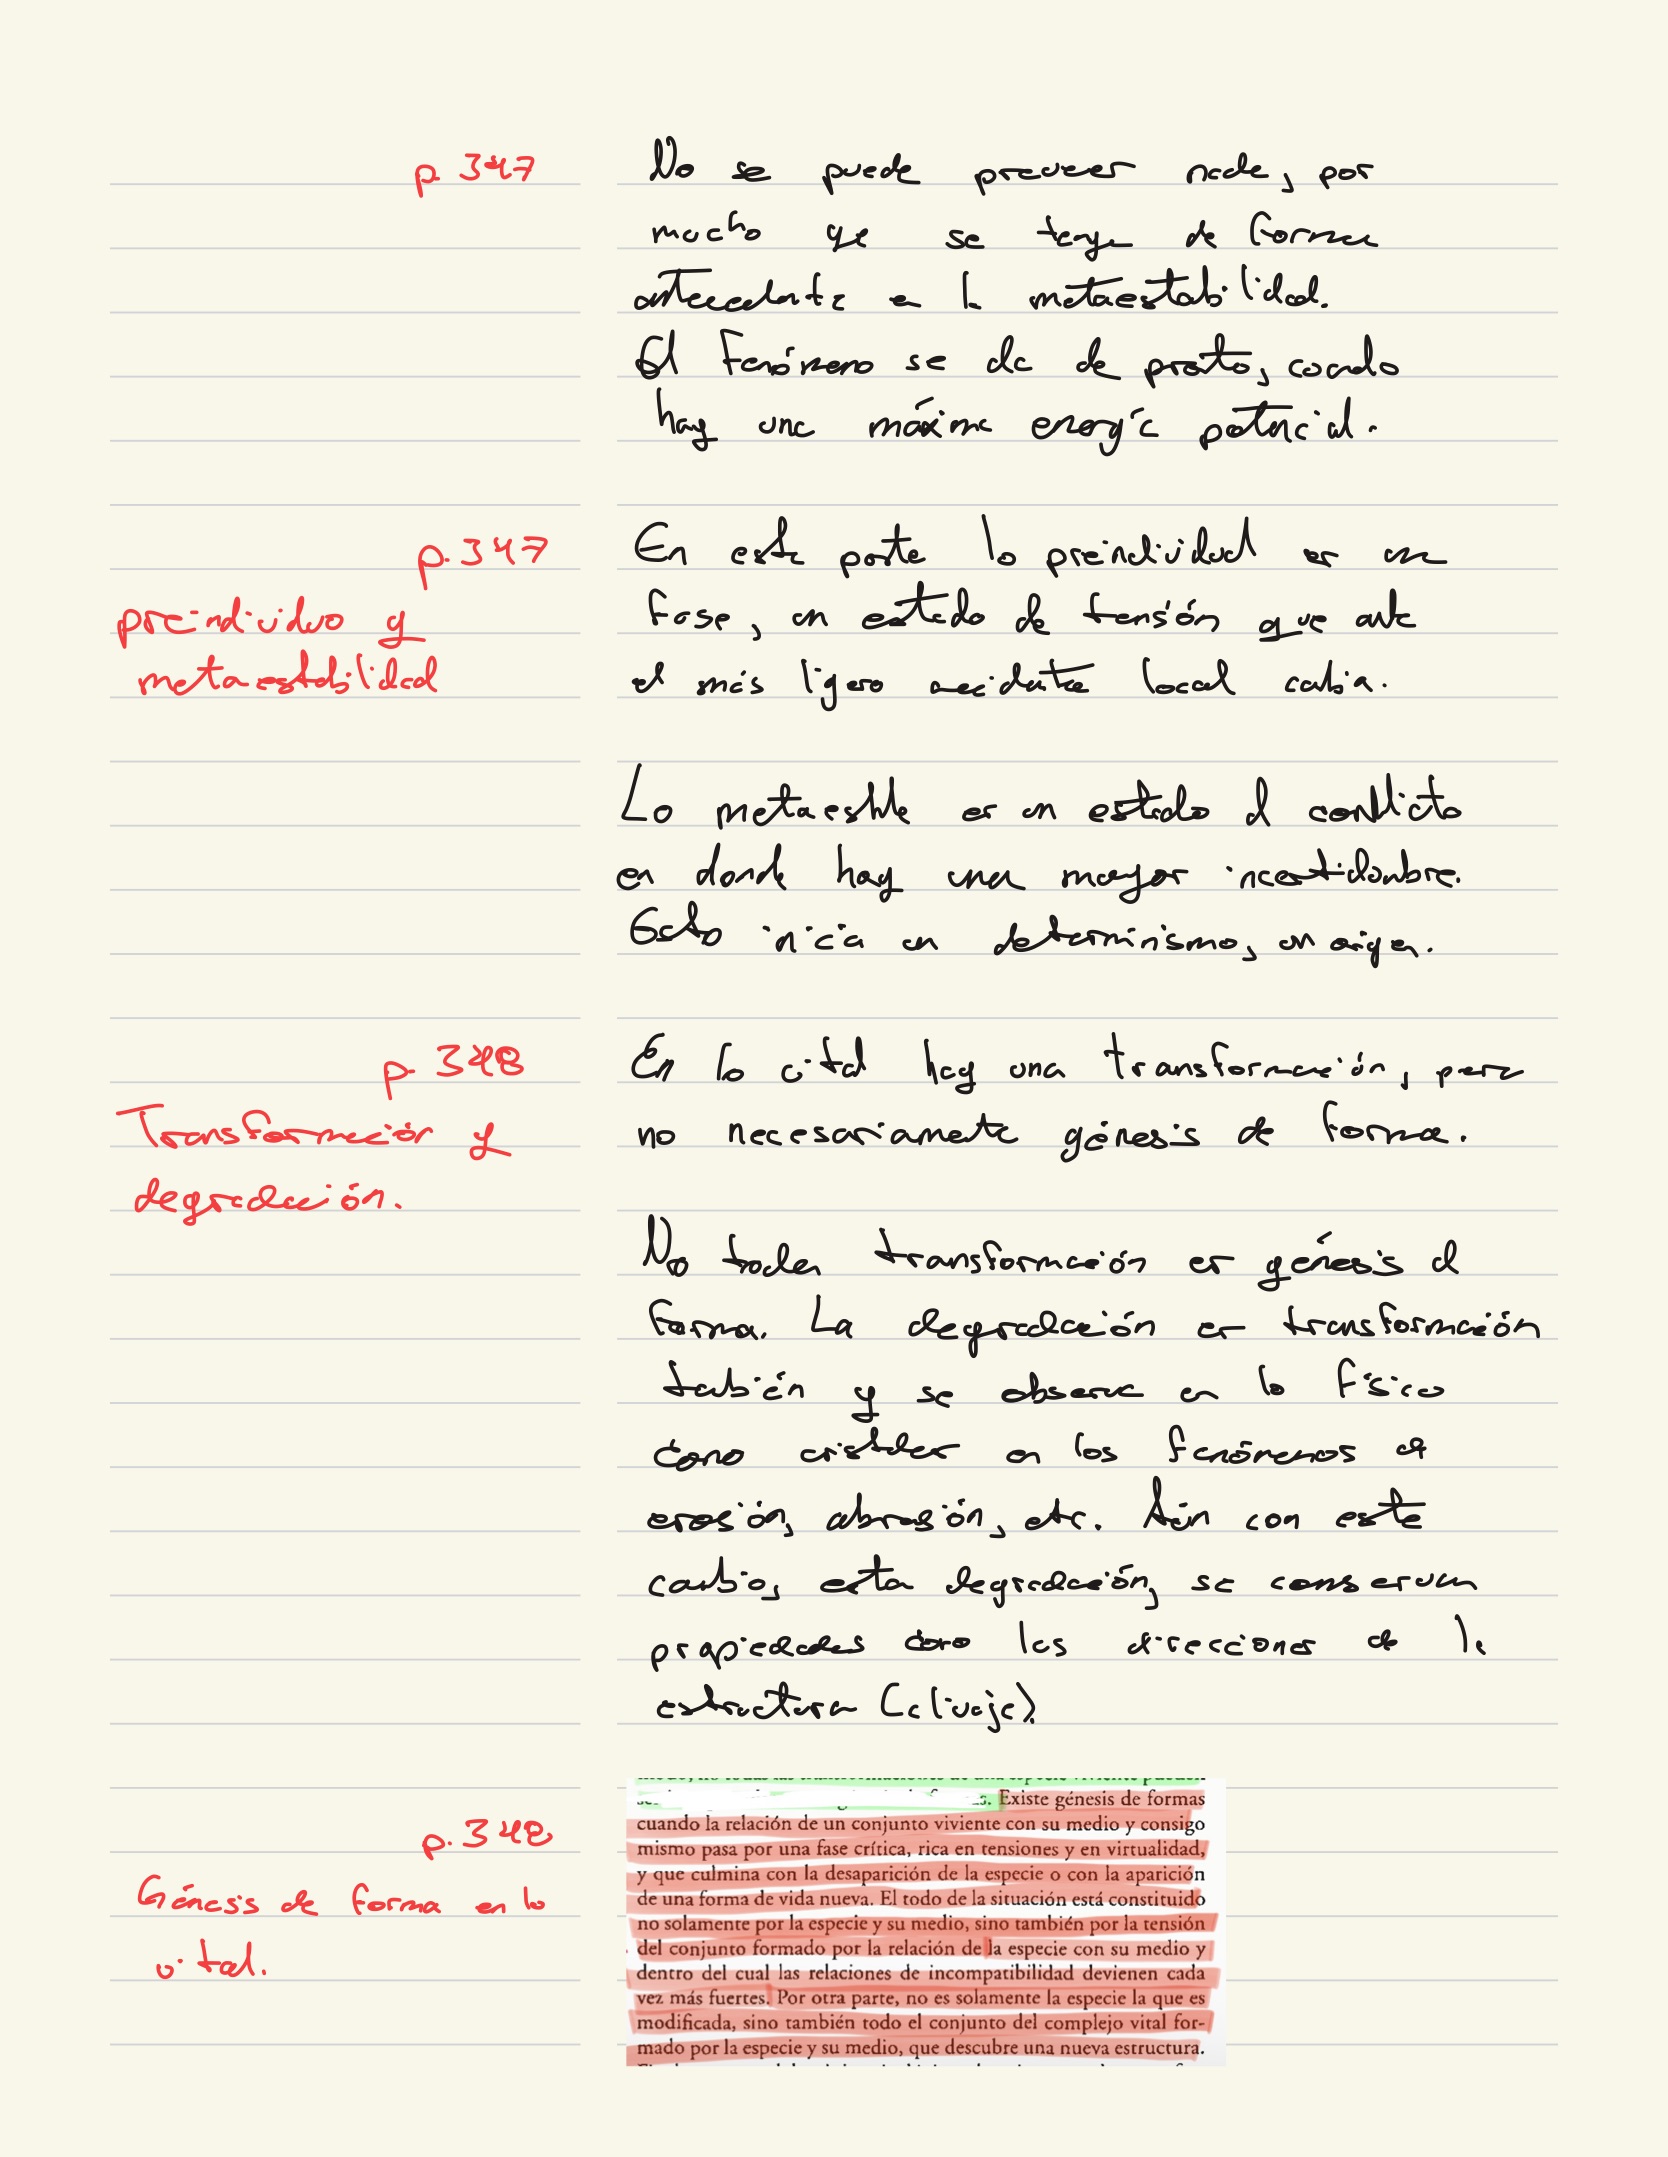 p. 347
No se puede preveer nada, por
mucho que se tenga de forma
antecedente en la metaestabilidad.
El fenómeno se da de pronto, cuando
hay una máxima energía potencial.
p. 347
preindividuo y
metaestabilidad
En esta parte lo preindividual es una
fase, un estado de tensión que ante
el más ligero accidente local cambia.
Lo metaestable es un estado de conflicto
en donde hay una mayor incertidumbre.
Esto inicia un determinismo, un origen.
p. 348
Transformación y
degradación.
En lo vital hay una transformación, pero
no necesariamente génesis de forma.
No toda transformación es génesis de
forma. La degradación es transformación
también y se observa en lo físico
como cristales en los fenómenos de
erosión, abrasión, etc. Aún con este
cambio, esta degradación, se conservan
propiedades como las direcciones de la
estructura (clivaje).
p. 348
Génesis de forma en lo
vital.
Existe génesis de formas
cuando la relación de un conjunto viviente con su medio y consigo
mismo pasa por una fase crítica, rica en tensiones y en virtualidad,
y que culmina con la desaparición de la especie o con la aparición
de una forma de vida nueva. El todo de la situación está constituido
no solamente por la especie y su medio, sino también por la tensión
del conjunto formado por la relación de la especie con su medio y
dentro del cual las relaciones de incompatibilidad devienen cada
vez más fuertes. Por otra parte, no es solamente la especie la que es
modificada, sino también todo el conjunto del complejo vital for-
mado por la especie y su medio, que descubre una nueva estructura.